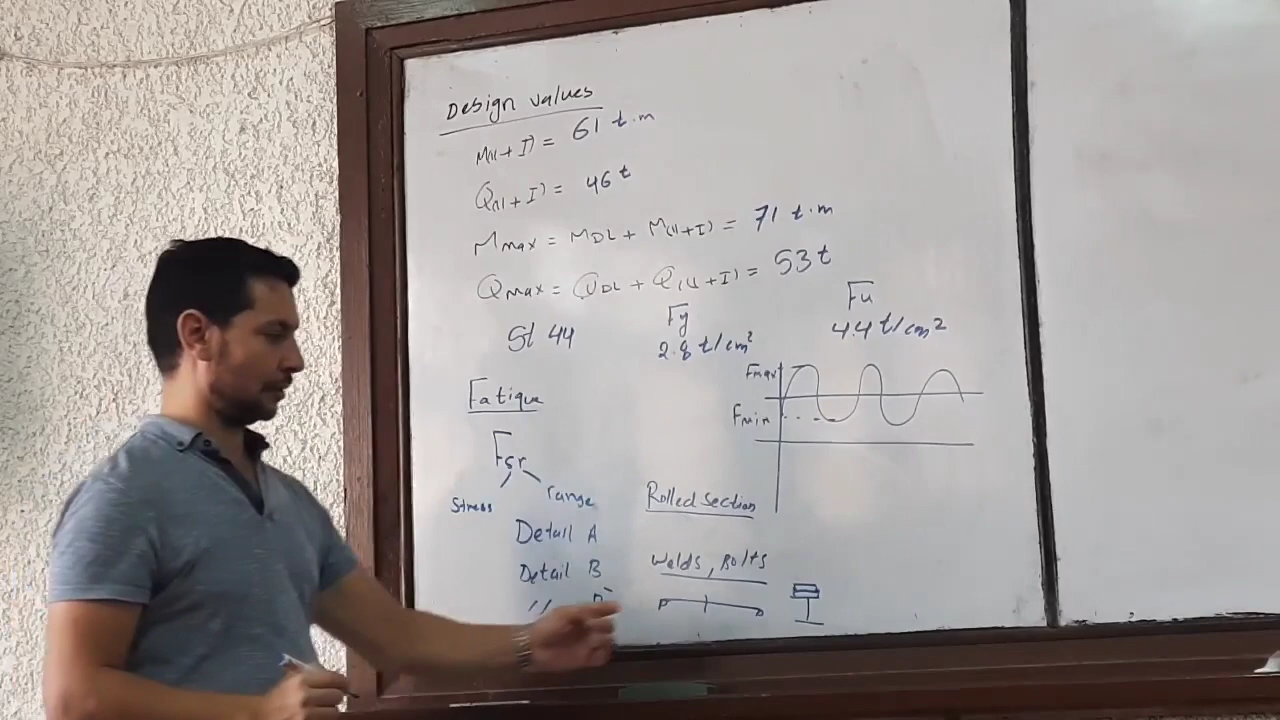 Design values
M(l+I) = 61 t.m
Q(l+I) = 46 t
Mmax = MDL + M(l+I) = 71 t.m
Qmax = QDL + Q(l+I) = 53 t
St 44
Fy
2.8 t/cm²
Fu
4.4 t/cm²
Fatique
Fmax
Fmin
Fsr
Stress range
Rolled section
Detail A
Detail B
Welds, Bolts
// B`